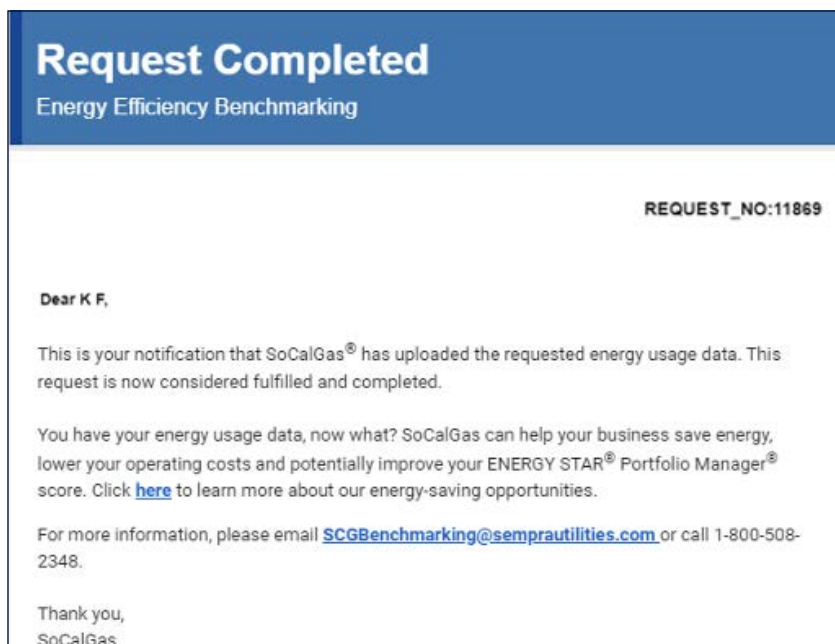 Request Completed
Energy Efficiency Benchmarking
REQUEST_NO:11869
Dear K F,
This is your notification that SoCalGas® has uploaded the requested energy usage data. This
request is now considered fulfilled and completed.
You have your energy usage data, now what? SoCalGas can help your business save energy,
lower your operating costs and potentially improve your ENERGY STAR® Portfolio Manager®
score. Click here to learn more about our energy-saving opportunities.
For more information, please email SCGBenchmarking@semprautilities.com or call 1-800-508-
2348.
Thank you,
SoCalGas